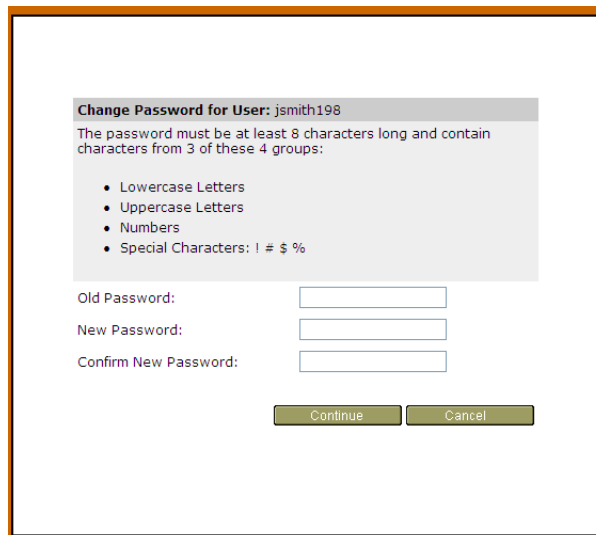 Change Password for User: jsmith198
The password must be at least 8 characters long and contain
characters from 3 of these 4 groups:
• Lowercase Letters
• Uppercase Letters
• Numbers
• Special Characters: ! # $ %
Old Password:
New Password:
Confirm New Password:
Continue Cancel